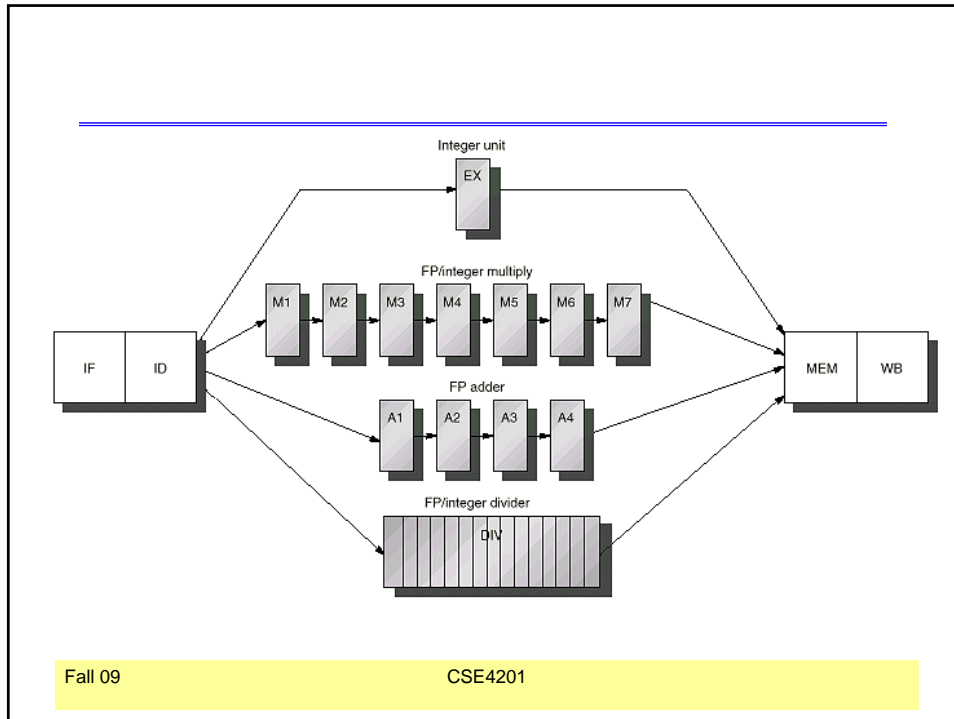 Integer unit
EX
FP/integer multiply
M1 M2 M3 M4 M5 M6 M7
IF ID MEM WB
FP adder
A1 A2 A3 A4
FP/integer divider
DIV
Fall 09 CSE4201